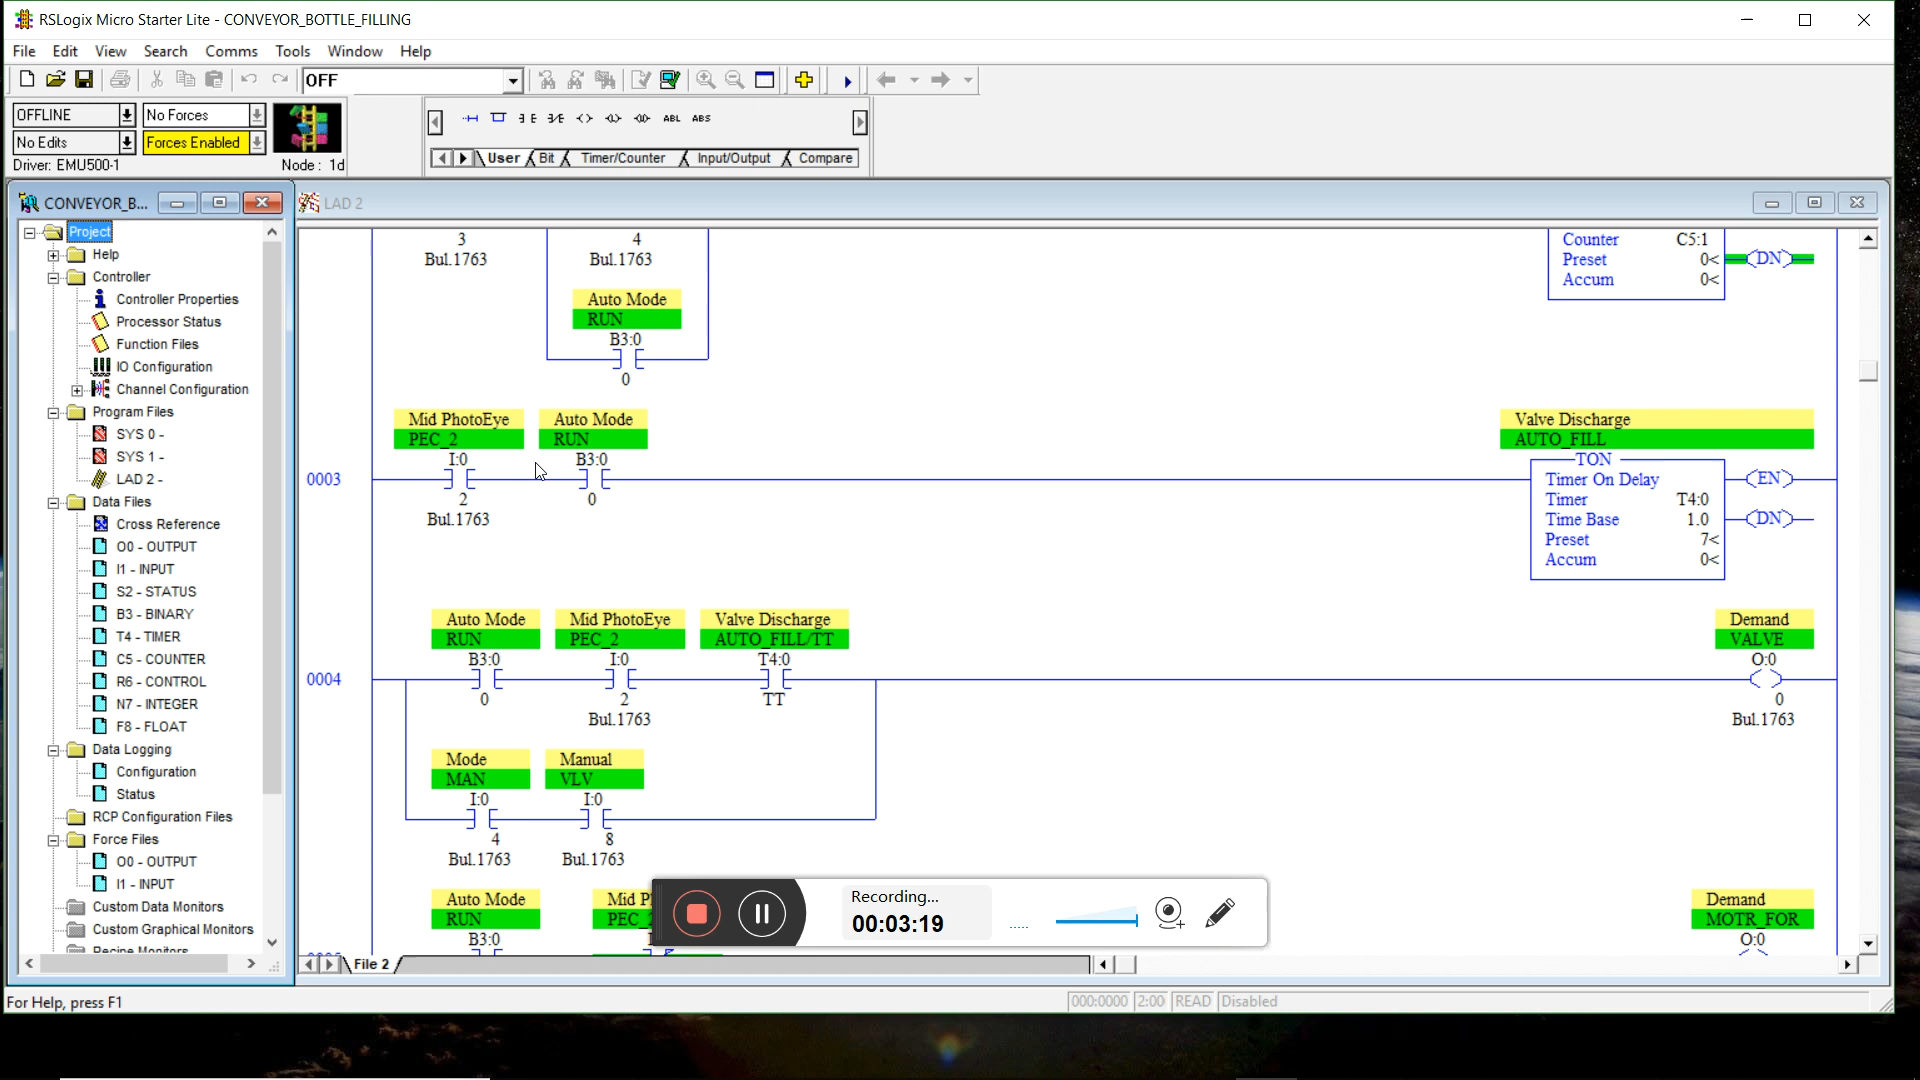 RSLogix Micro Starter Lite - CONVEYOR_BOTTLE_FILLING
File Edit View Search Comms Tools Window Help
OFF
OFFLINE No Forces
No Edits Forces Enabled
Driver: EMU500-1 Node : 1d
ABL ABS
User Bit Timer/Counter Input/Output Compare
CONVEYOR_B...
Project
Help
Controller
Controller Properties
Processor Status
Function Files
IO Configuration
Channel Configuration
Program Files
SYS 0 -
SYS 1 -
LAD 2 -
Data Files
Cross Reference
O0 - OUTPUT
I1 - INPUT
S2 - STATUS
B3 - BINARY
T4 - TIMER
C5 - COUNTER
R6 - CONTROL
N7 - INTEGER
F8 - FLOAT
Data Logging
Configuration
Status
RCP Configuration Files
Force Files
O0 - OUTPUT
I1 - INPUT
Custom Data Monitors
Custom Graphical Monitors
Recipe Monitors
LAD 2
3
Bul.1763
4
Bul.1763
Auto Mode
RUN
B3:0
0
Counter C5:1
Preset 0<
Accum 0<
DN
0003
Mid PhotoEye
PEC_2
I:0
2
Bul.1763
Auto Mode
RUN
B3:0
0
Valve Discharge
AUTO_FILL
TON
Timer On Delay
Timer T4:0
Time Base 1.0
Preset 7<
Accum 0<
EN
DN
0004
Auto Mode
RUN
B3:0
0
Mid PhotoEye
PEC_2
I:0
2
Bul.1763
Valve Discharge
AUTO_FILL/TT
T4:0
TT
Demand
VALVE
O:0
0
Bul.1763
Mode
MAN
I:0
4
Bul.1763
Manual
VLV
I:0
8
Bul.1763
Auto Mode
RUN
B3:0
Demand
MOTR_FOR
O:0
Recording...
00:03:19
File 2
For Help, press F1
000:0000 2:00 READ Disabled